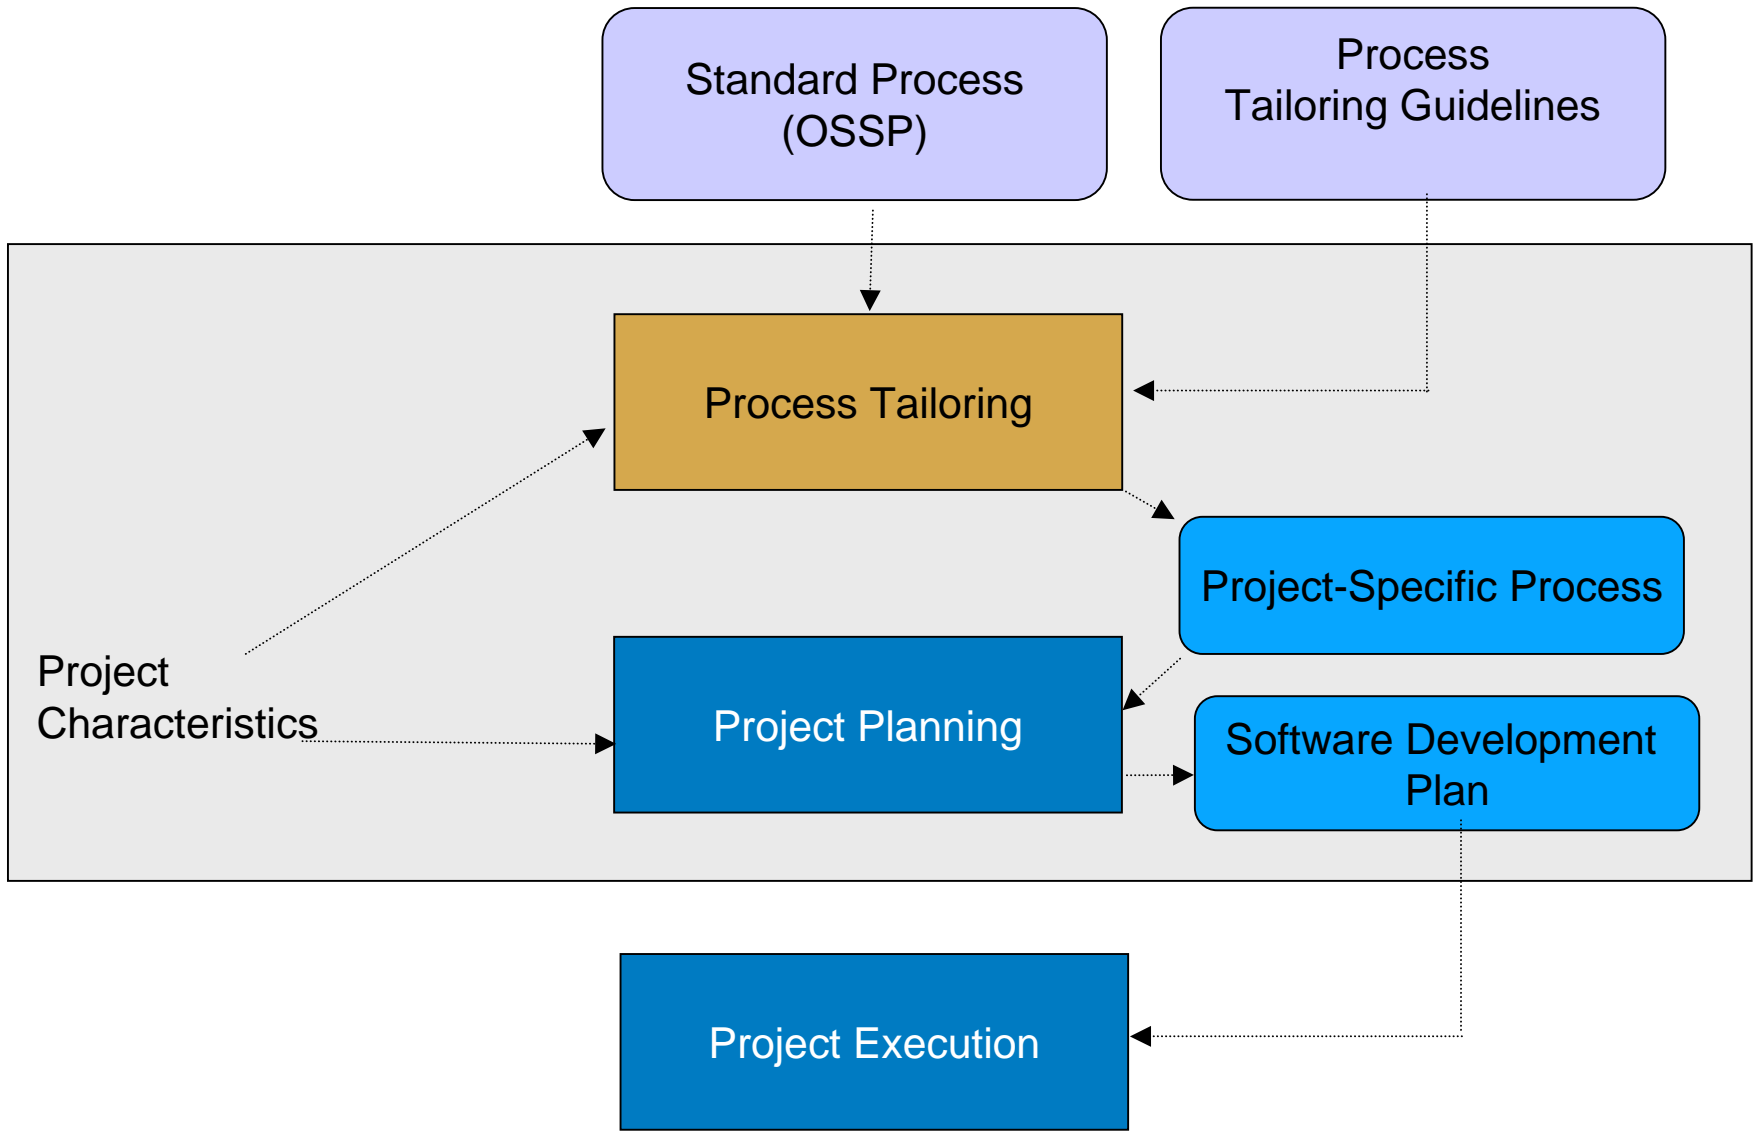 Standard Process
(OSSP)
Process
Tailoring Guidelines
Process Tailoring
Project-Specific Process
Project
Characteristics
Project Planning
Software Development
Plan
Project Execution